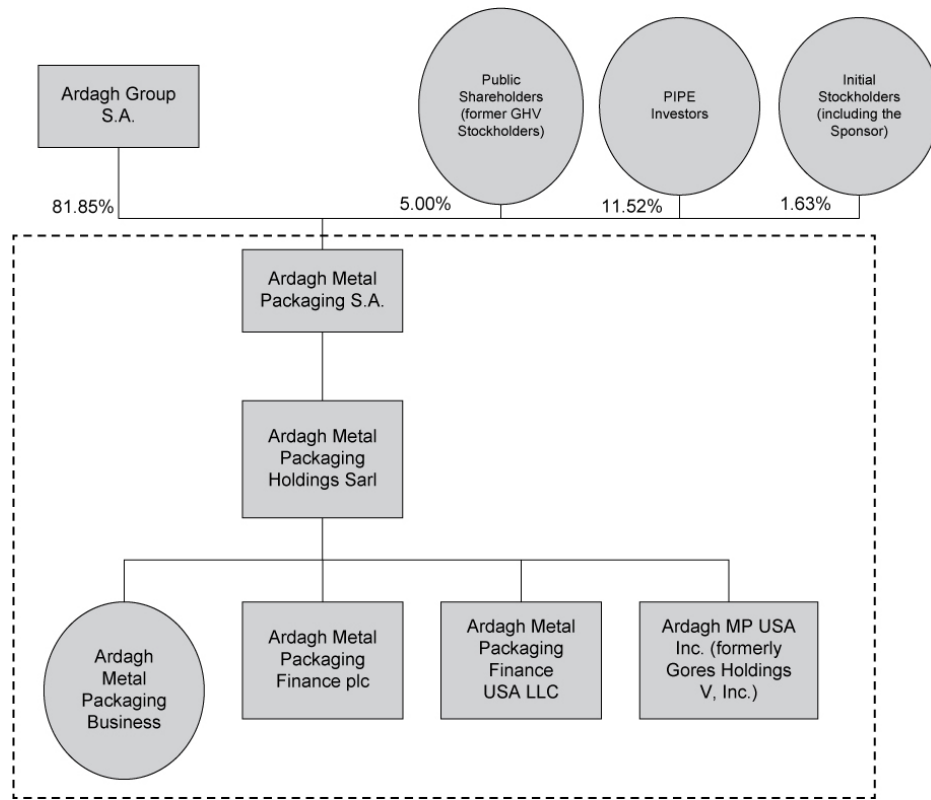 Ardagh Group
S.A.
Public
Shareholders
(former GHV
Stockholders)
PIPE
Investors
Initial
Stockholders
(including the
Sponsor)
81.85%
5.00%
11.52%
1.63%
Ardagh Metal
Packaging S.A.
Ardagh Metal
Packaging
Holdings Sarl
Ardagh
Metal
Packaging
Business
Ardagh Metal
Packaging
Finance plc
Ardagh Metal
Packaging
Finance
USA LLC
Ardagh MP USA
Inc. (formerly
Gores Holdings
V, Inc.)